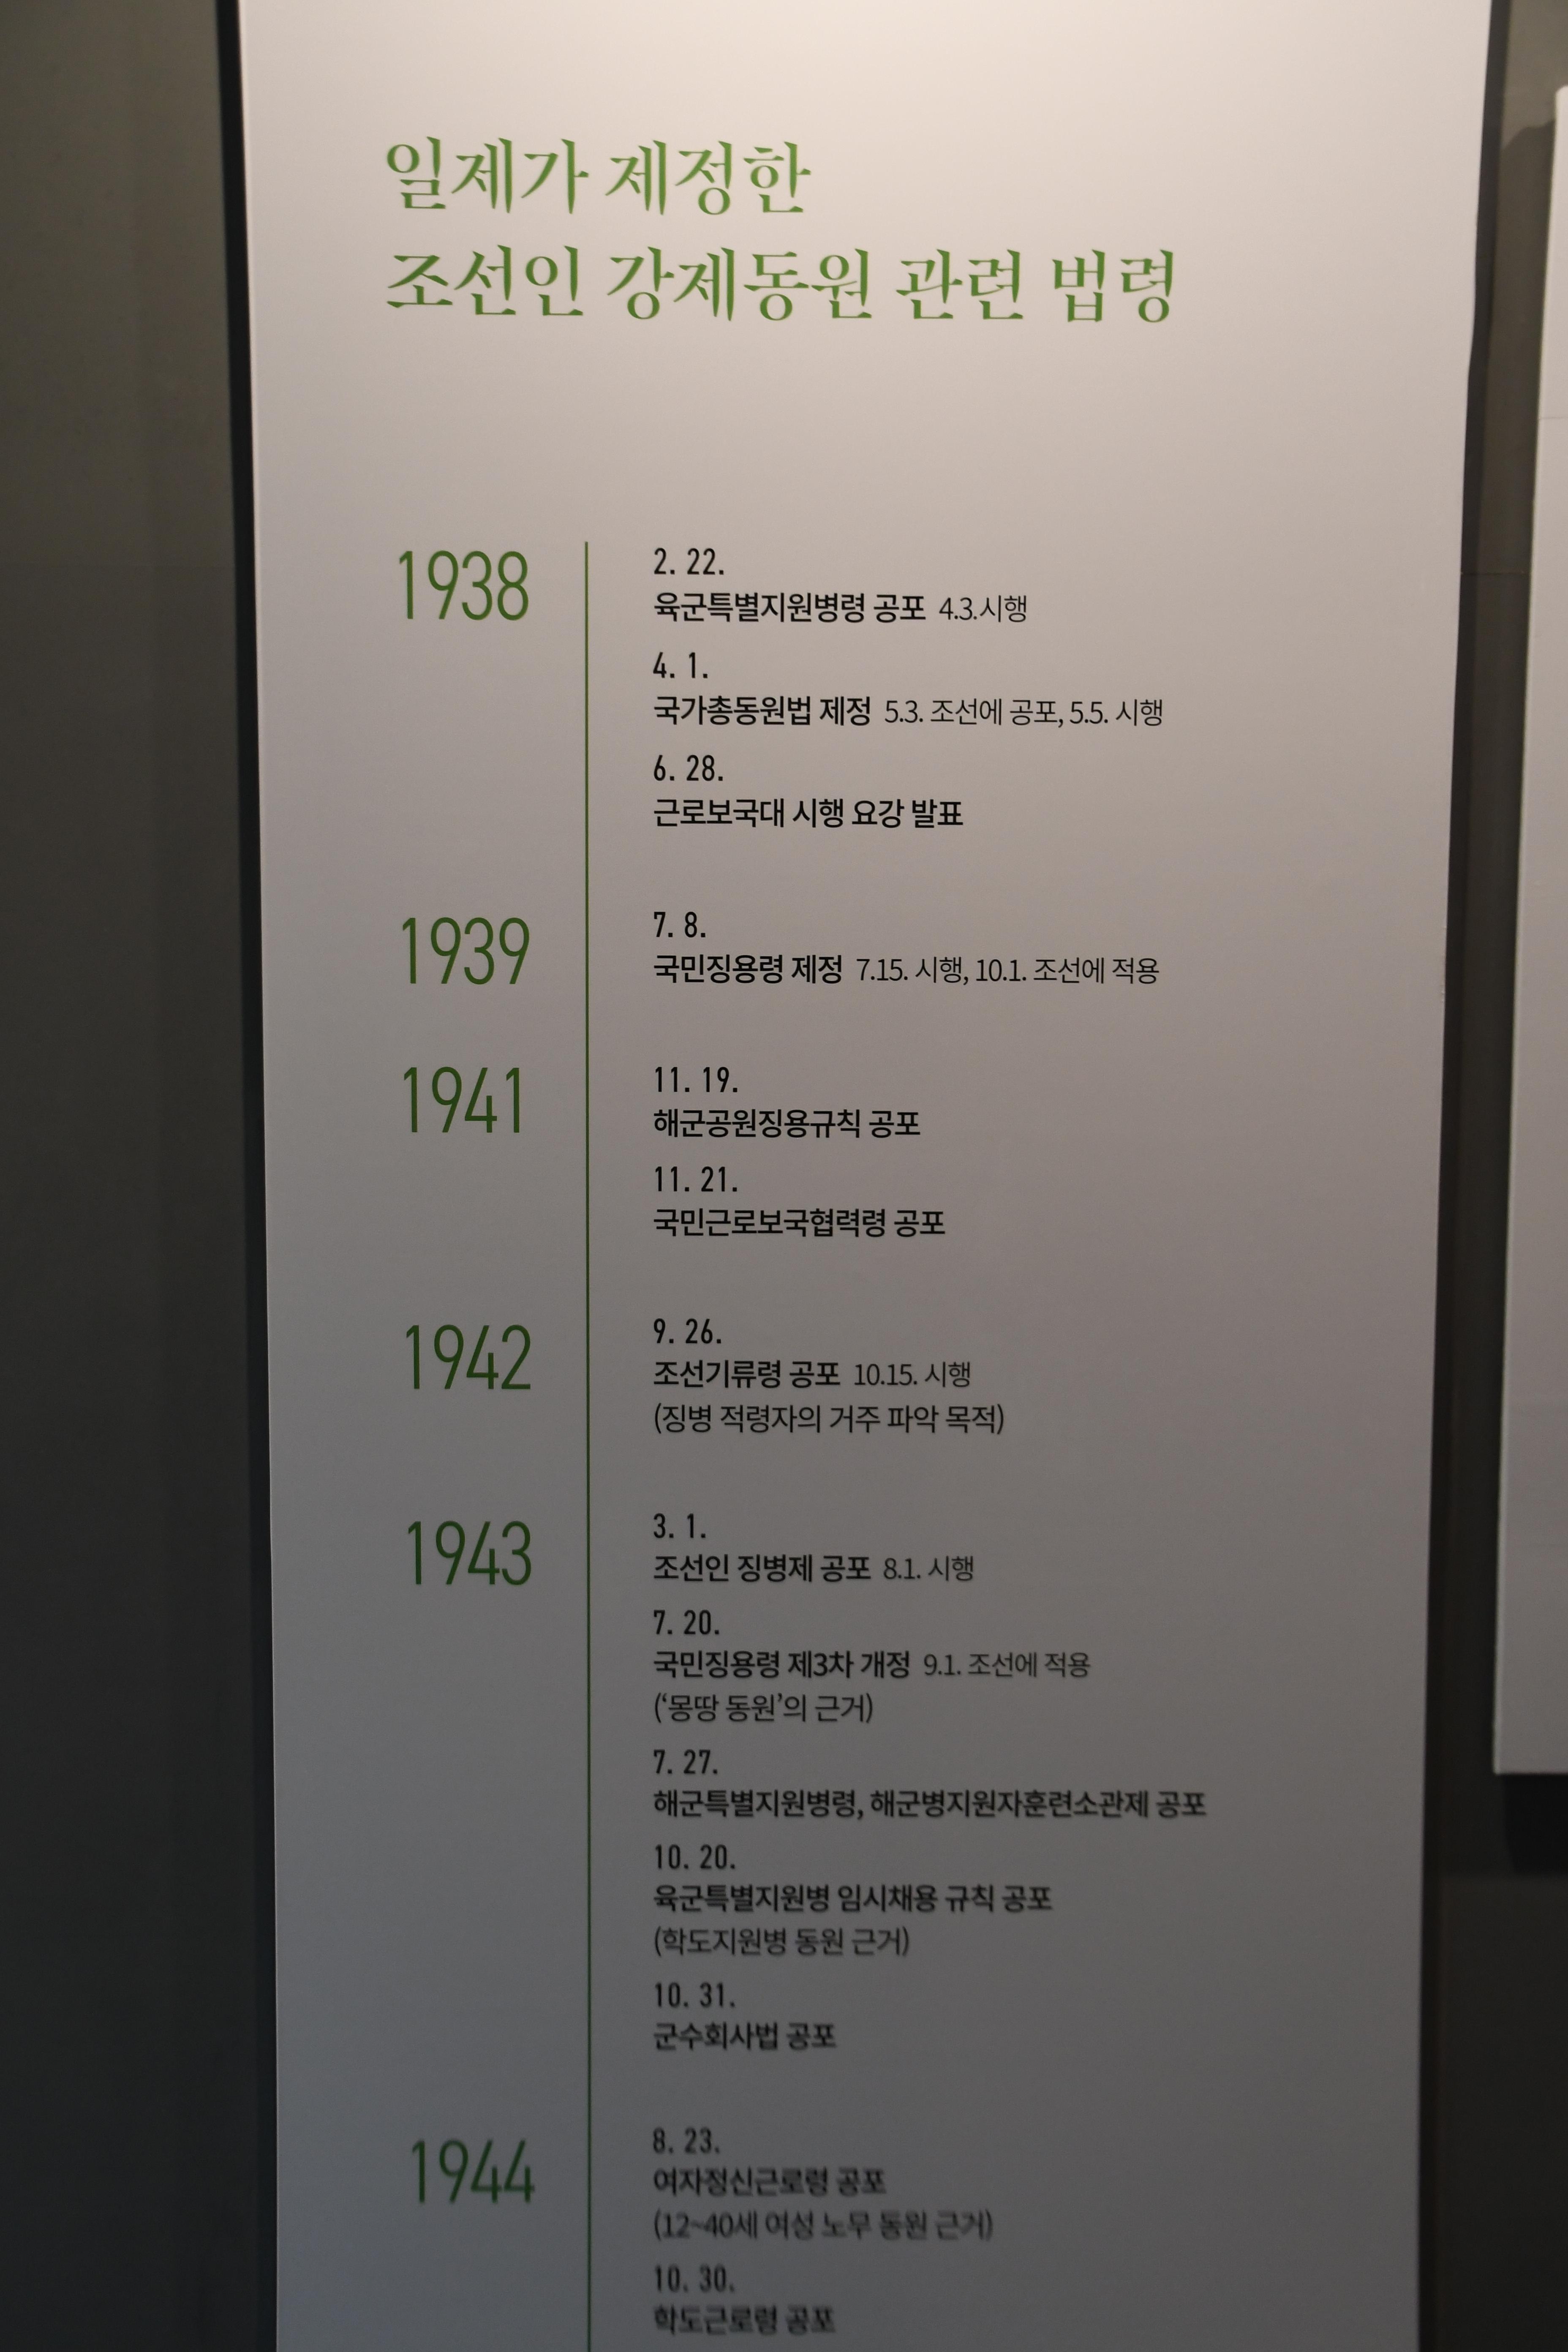 일제가 제정한
조선인 강제동원 관련 법령
1938
2. 22.
육군특별지원병령 공포 4.3.시행
4. 1.
국가총동원법 제정 5.3. 조선에 공포, 5.5. 시행
6. 28.
근로보국대 시행 요강 발표
1939
7. 8.
국민징용령 제정 7.15. 시행, 10.1. 조선에 적용
1941
11. 19.
해군공원징용규칙 공포
11. 21.
국민근로보국협력령 공포
1942
9. 26.
조선기류령 공포 10.15. 시행
(징병 적령자의 거주 파악 목적)
1943
3. 1.
조선인 징병제 공포 8.1. 시행
7. 20.
국민징용령 제3차 개정 9.1. 조선에 적용
(‘몽땅 동원’의 근거)
7. 27.
해군특별지원병령, 해군병지원자훈련소관제 공포
10. 20.
육군특별지원병 임시채용 규칙 공포
(학도지원병 동원 근거)
10. 31.
군수회사법 공포
1944
8. 23.
여자정신근로령 공포
(12~40세 여성 노무 동원 근거)
10. 30.
학도근로령 공포